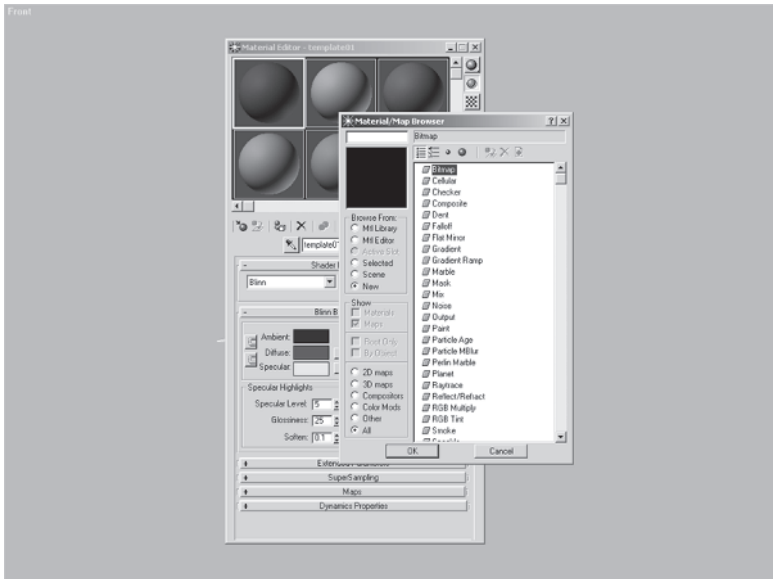 Front
Material Editor - template01
Material/Map Browser
Bitmap
Browse From:
Mtl Library
Mtl Editor
Active Slot
Selected
Scene
New
Show
Materials
Maps
Root Only
By Object
2D maps
3D maps
Compositors
Color Mods
Other
All
Bitmap
Cellular
Checker
Composite
Dent
Falloff
Flat Mirror
Gradient
Gradient Ramp
Marble
Mask
Mix
Noise
Output
Paint
Particle Age
Particle MBlur
Perlin Marble
Planet
Raytrace
Reflect/Refract
RGB Multiply
RGB Tint
Smoke
OK
Cancel
template0
Shader
Blinn
Blinn B
Ambient:
Diffuse:
Specular:
Specular Highlights
Specular Level: 5
Glossiness: 25
Soften: 0.1
SuperSampling
Maps
Dynamics Properties